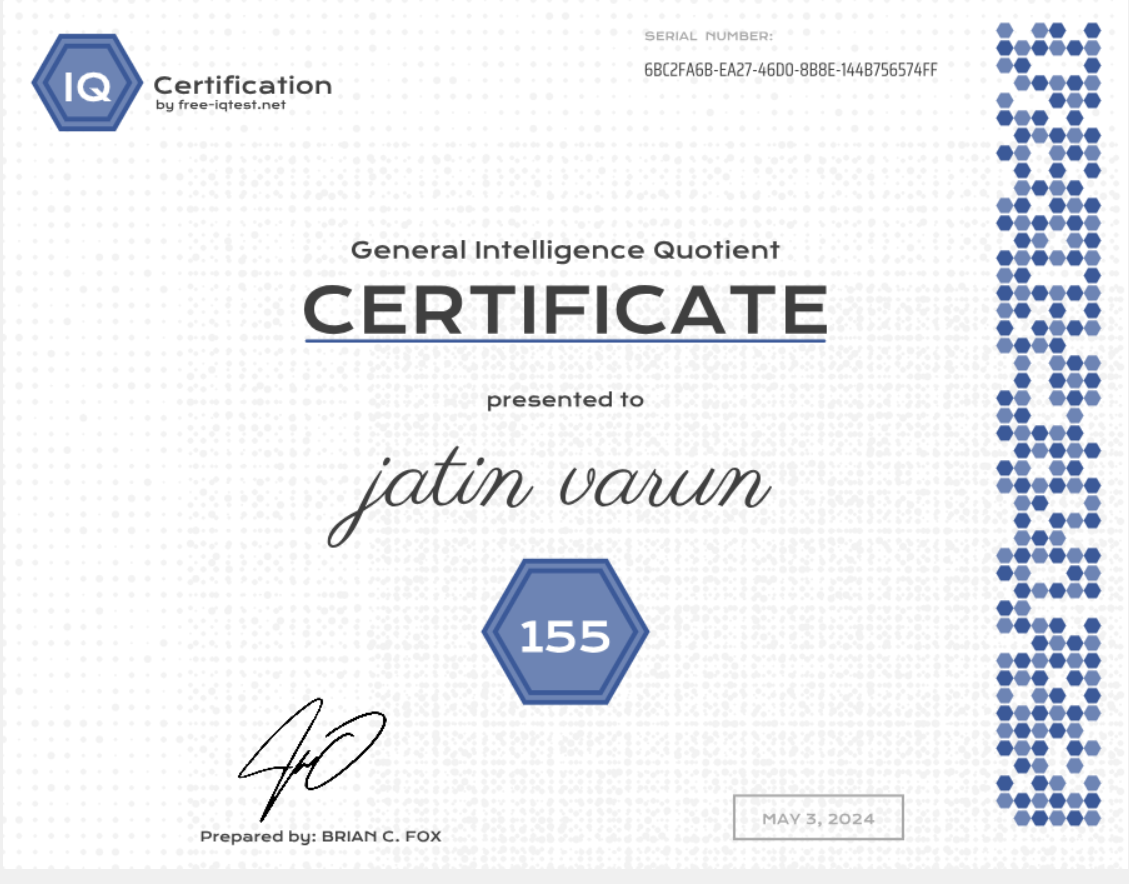 IQ
Certification
by free-iqtest.net
SERIAL NUMBER:
6BC2FA6B-EA27-46D0-8B8E-144B756574FF
General Intelligence Quotient
CERTIFICATE
presented to
jatin varun
155
Prepared by: BRIAN C. FOX
MAY 3, 2024